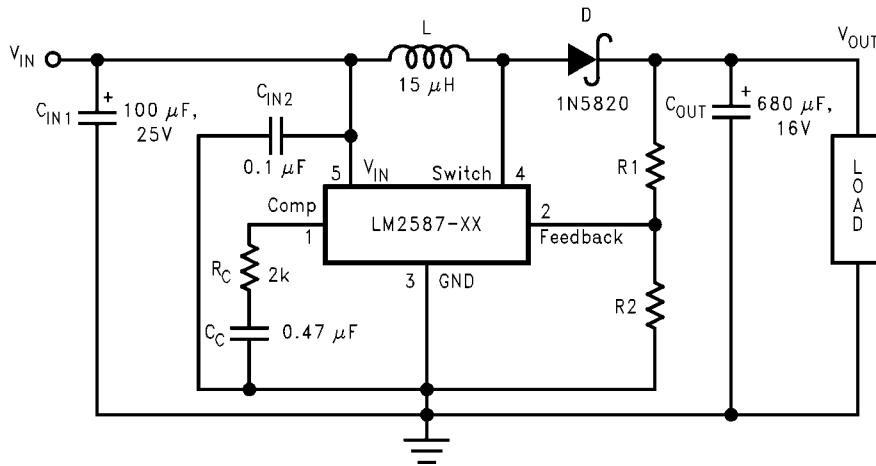 L
D
V_IN
V_OUT
15 μH
1N5820
C_IN1
+
100 μF,
25V
C_IN2
0.1 μF
C_OUT
+
680 μF,
16V
5
V_IN
Switch
4
R1
LOAD
Comp
1
LM2587-XX
2
Feedback
R_C
2k
3
GND
R2
C_C
0.47 μF